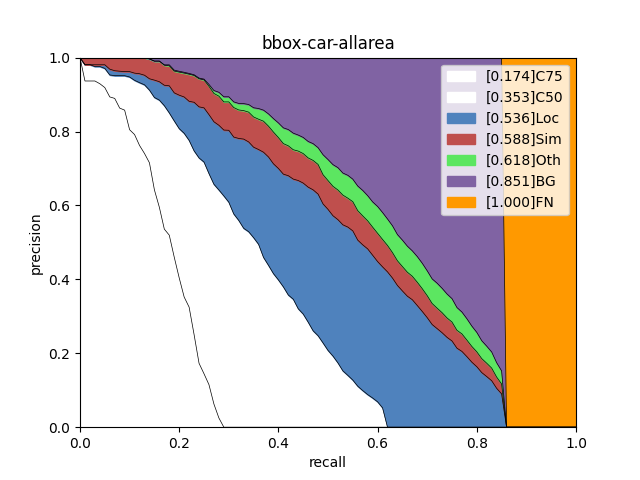 bbox-car-allarea
1.0
0.8
0.6
0.4
0.2
0.0
precision
0.0 0.2 0.4 0.6 0.8 1.0
recall
[0.174]C75
[0.353]C50
[0.536]Loc
[0.588]Sim
[0.618]Oth
[0.851]BG
[1.000]FN